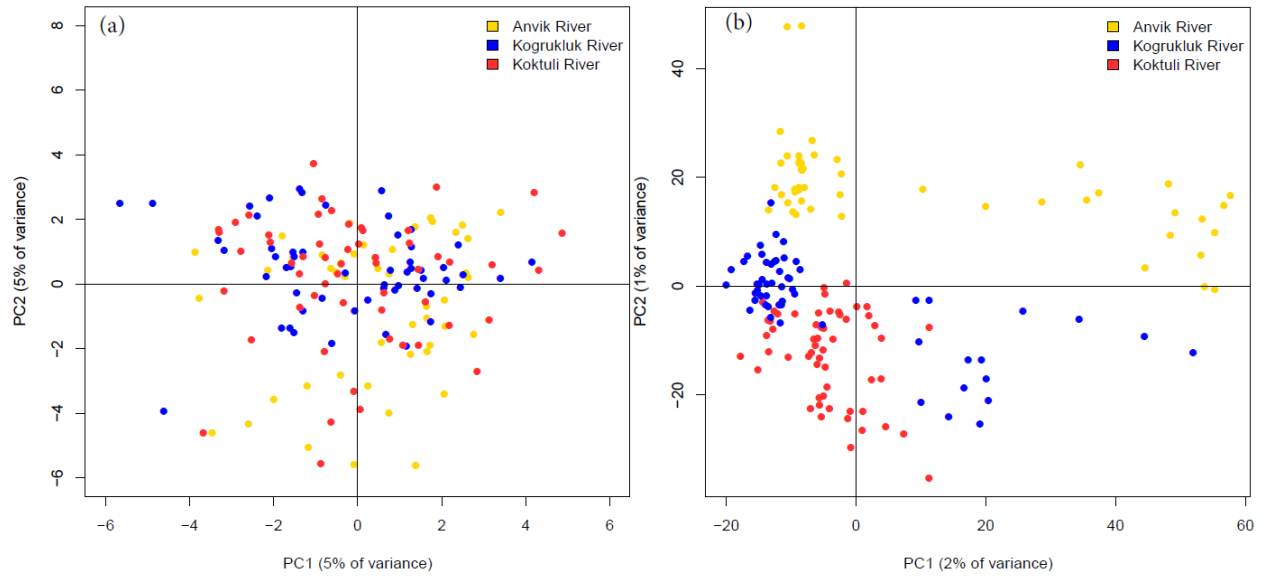 (a)
Anvik River
Kogrukluk River
Koktuli River
8
6
4
2
0
−2
−4
−6
PC2 (5% of variance)
−6
−4
−2
0
2
4
6
PC1 (5% of variance)
(b)
Anvik River
Kogrukluk River
Koktuli River
40
20
0
−20
PC2 (1% of variance)
−20
0
20
40
60
PC1 (2% of variance)